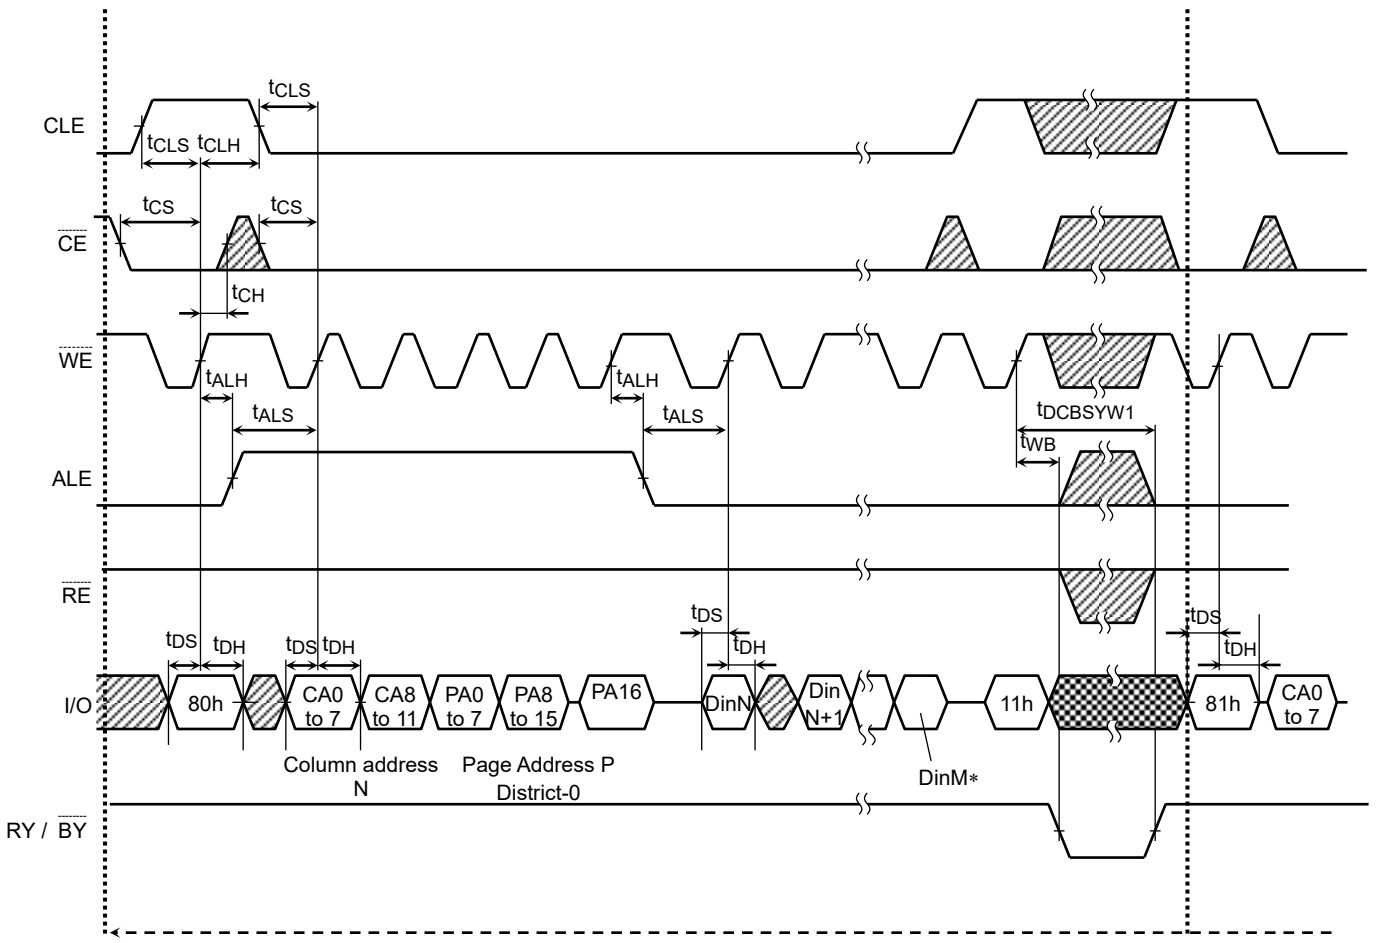 tCLS
CLE
tCLS tCLH
tCS tCS
CE
tCH
WE
tALH tALH
tALS tALS tDCBSYW1
tWB
ALE
RE
tDS tDH tDS tDH tDS tDH tDS tDH
I/O 80h CA0 to 7 CA8 to 11 PA0 to 7 PA8 to 15 PA16 DinN Din N+1 11h 81h CA0 to 7
DinM*
Column address N
Page Address P
District-0
RY / BY